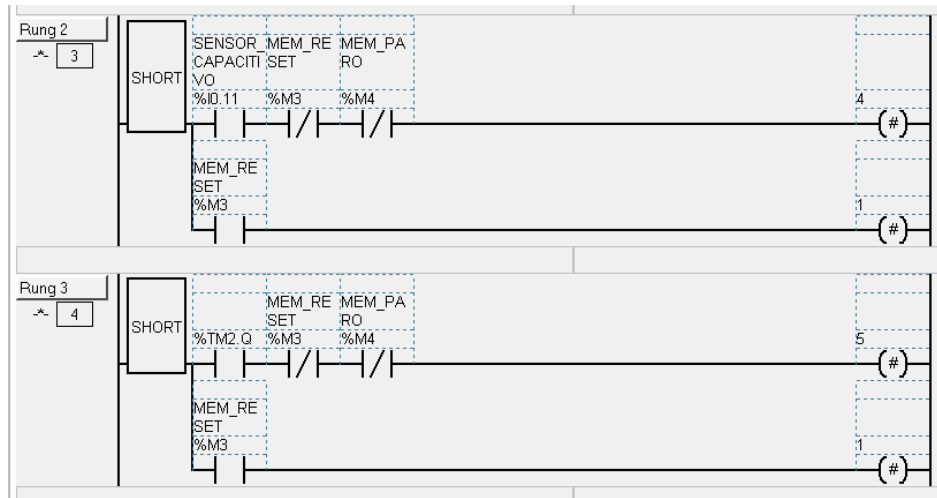 Rung 2
-*- 3
SHORT
SENSOR_ MEM_RE MEM_PA
CAPACITI SET RO
VO
%I0.11 %M3 %M4 4
(#)
MEM_RE
SET
%M3 1
(#)
Rung 3
-*- 4
SHORT
MEM_RE MEM_PA
SET RO
%TM2.Q %M3 %M4 5
(#)
MEM_RE
SET
%M3 1
(#)